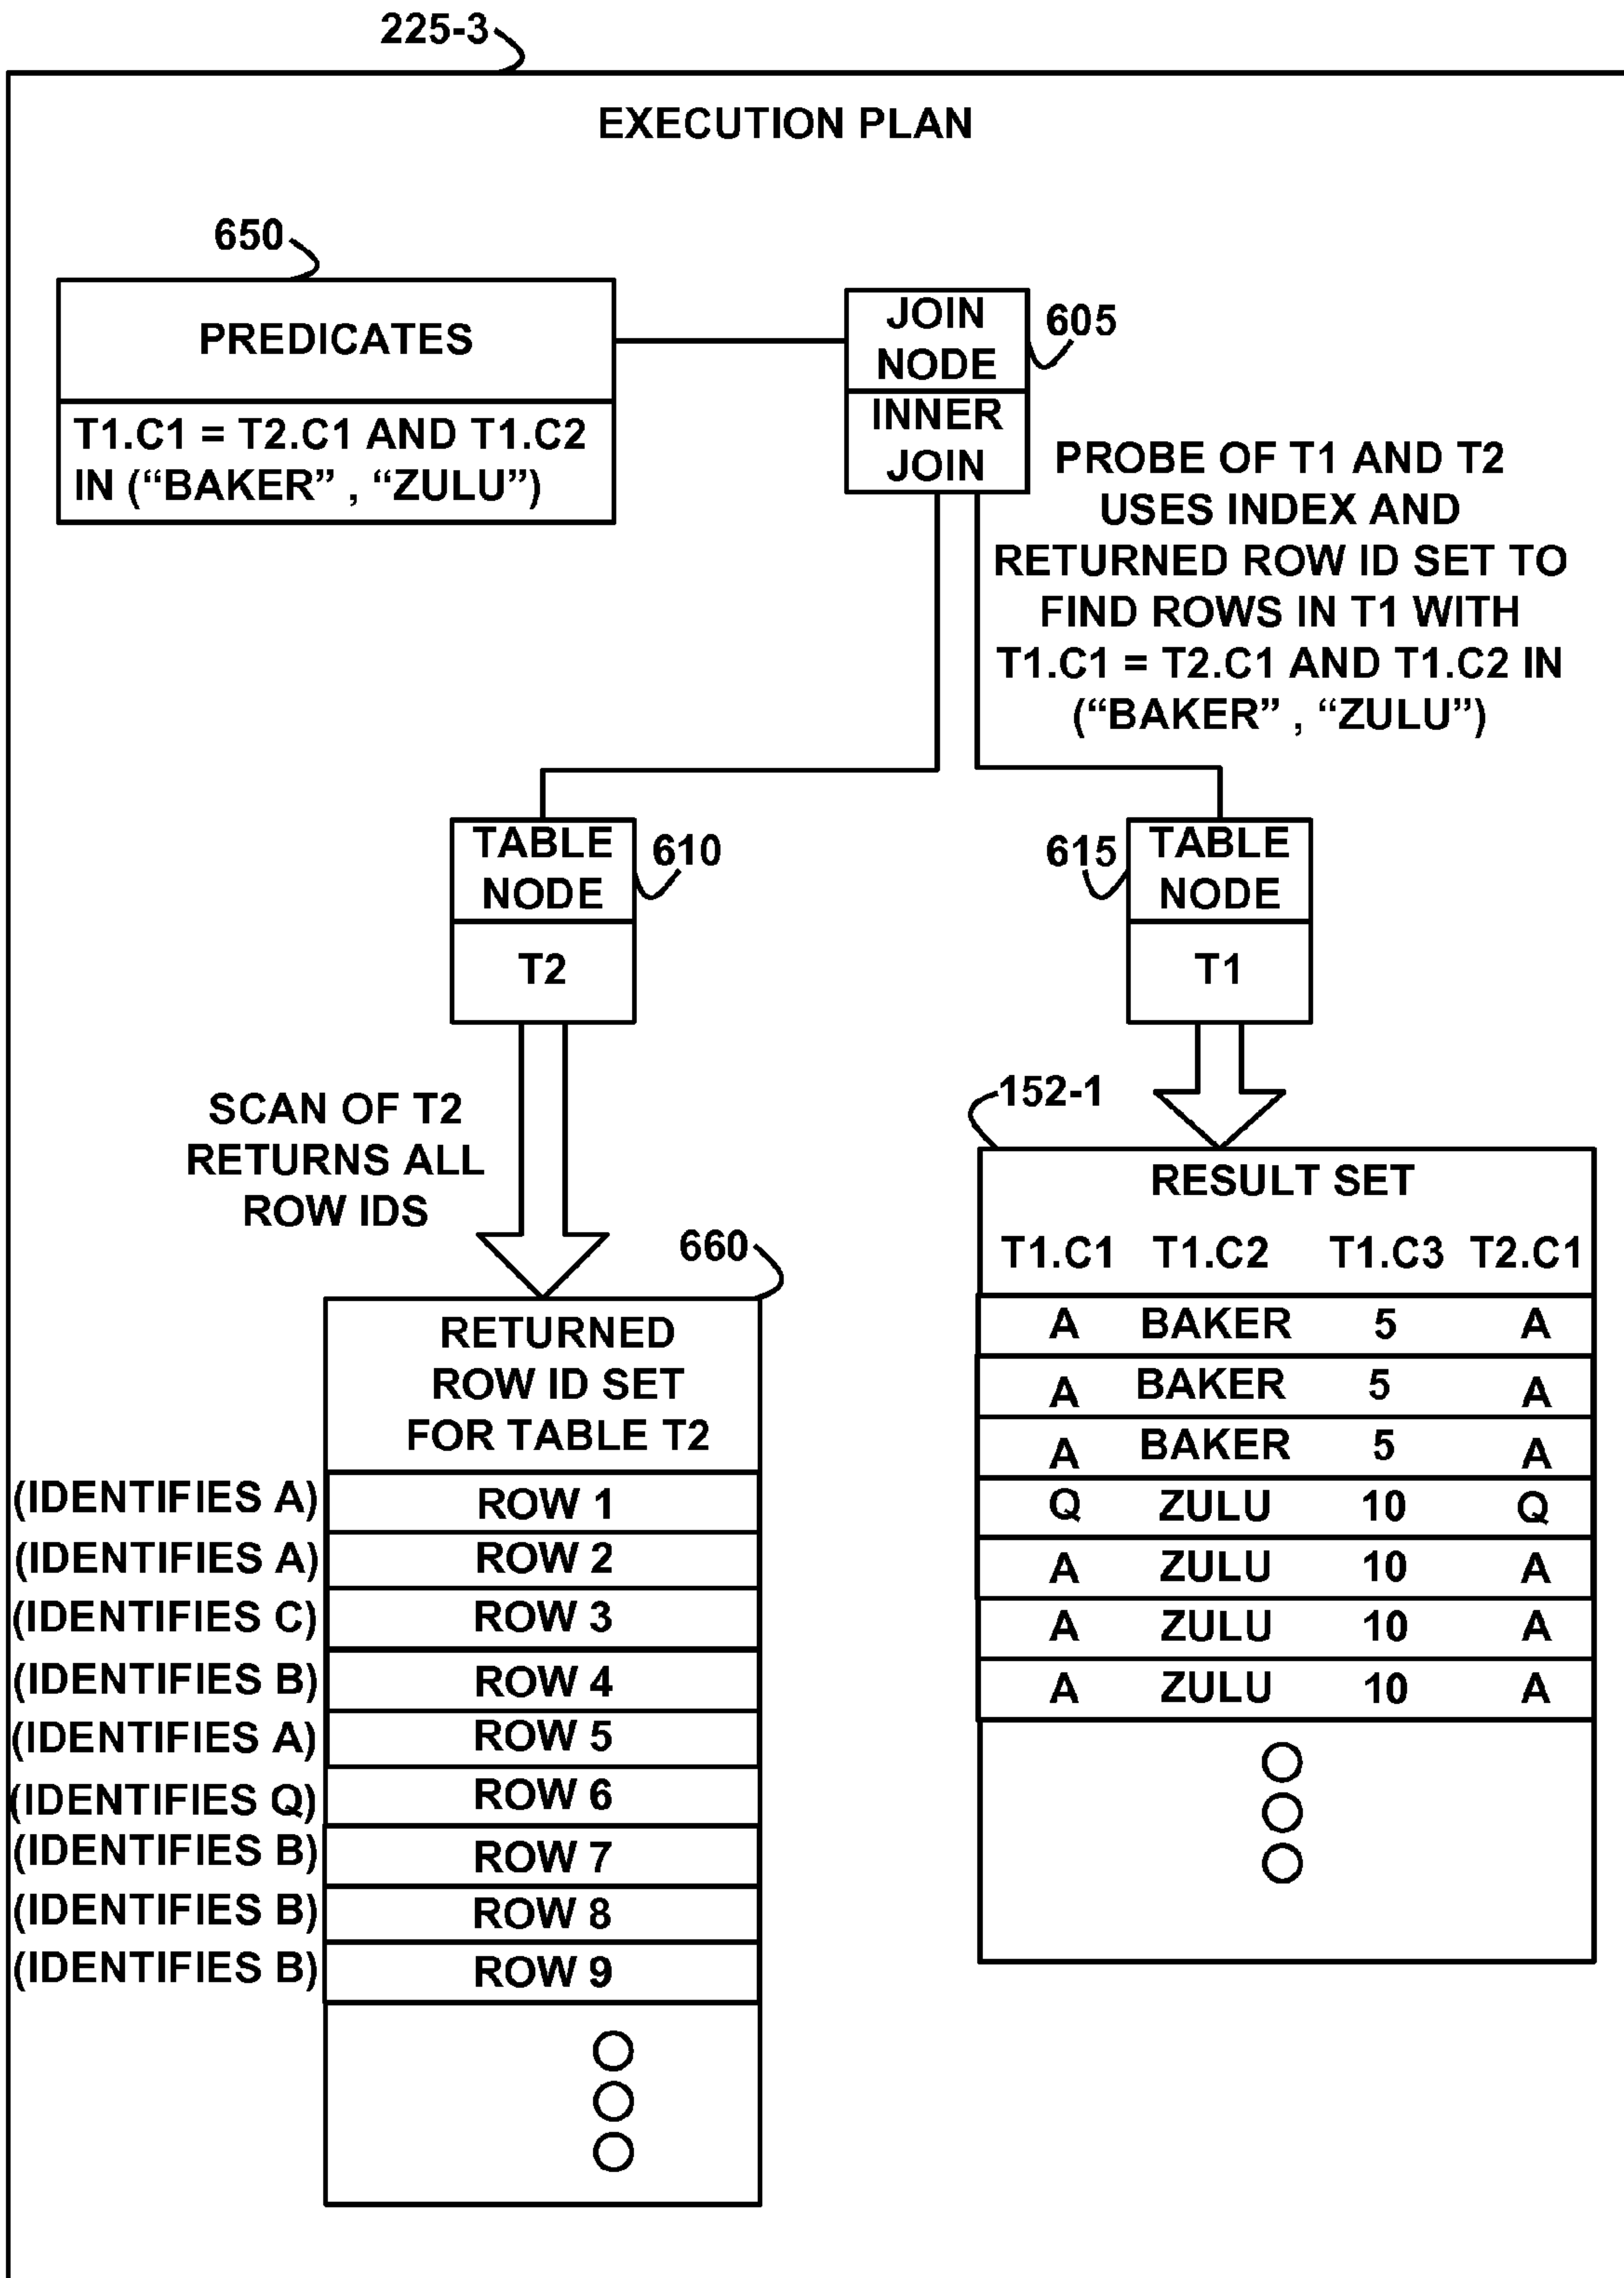 225-3
EXECUTION PLAN
650
PREDICATES
T1.C1 = T2.C1 AND T1.C2
IN (“BAKER” , “ZULU”)
JOIN
NODE
605
INNER
JOIN
PROBE OF T1 AND T2
USES INDEX AND
RETURNED ROW ID SET TO
FIND ROWS IN T1 WITH
T1.C1 = T2.C1 AND T1.C2 IN
(“BAKER” , “ZULU”)
TABLE
NODE
610
T2
615
TABLE
NODE
T1
SCAN OF T2
RETURNS ALL
ROW IDS
660
RETURNED
ROW ID SET
FOR TABLE T2
(IDENTIFIES A) ROW 1
(IDENTIFIES A) ROW 2
(IDENTIFIES C) ROW 3
(IDENTIFIES B) ROW 4
(IDENTIFIES A) ROW 5
(IDENTIFIES Q) ROW 6
(IDENTIFIES B) ROW 7
(IDENTIFIES B) ROW 8
(IDENTIFIES B) ROW 9
152-1
RESULT SET
T1.C1 T1.C2 T1.C3 T2.C1
A BAKER 5 A
A BAKER 5 A
A BAKER 5 A
Q ZULU 10 Q
A ZULU 10 A
A ZULU 10 A
A ZULU 10 A